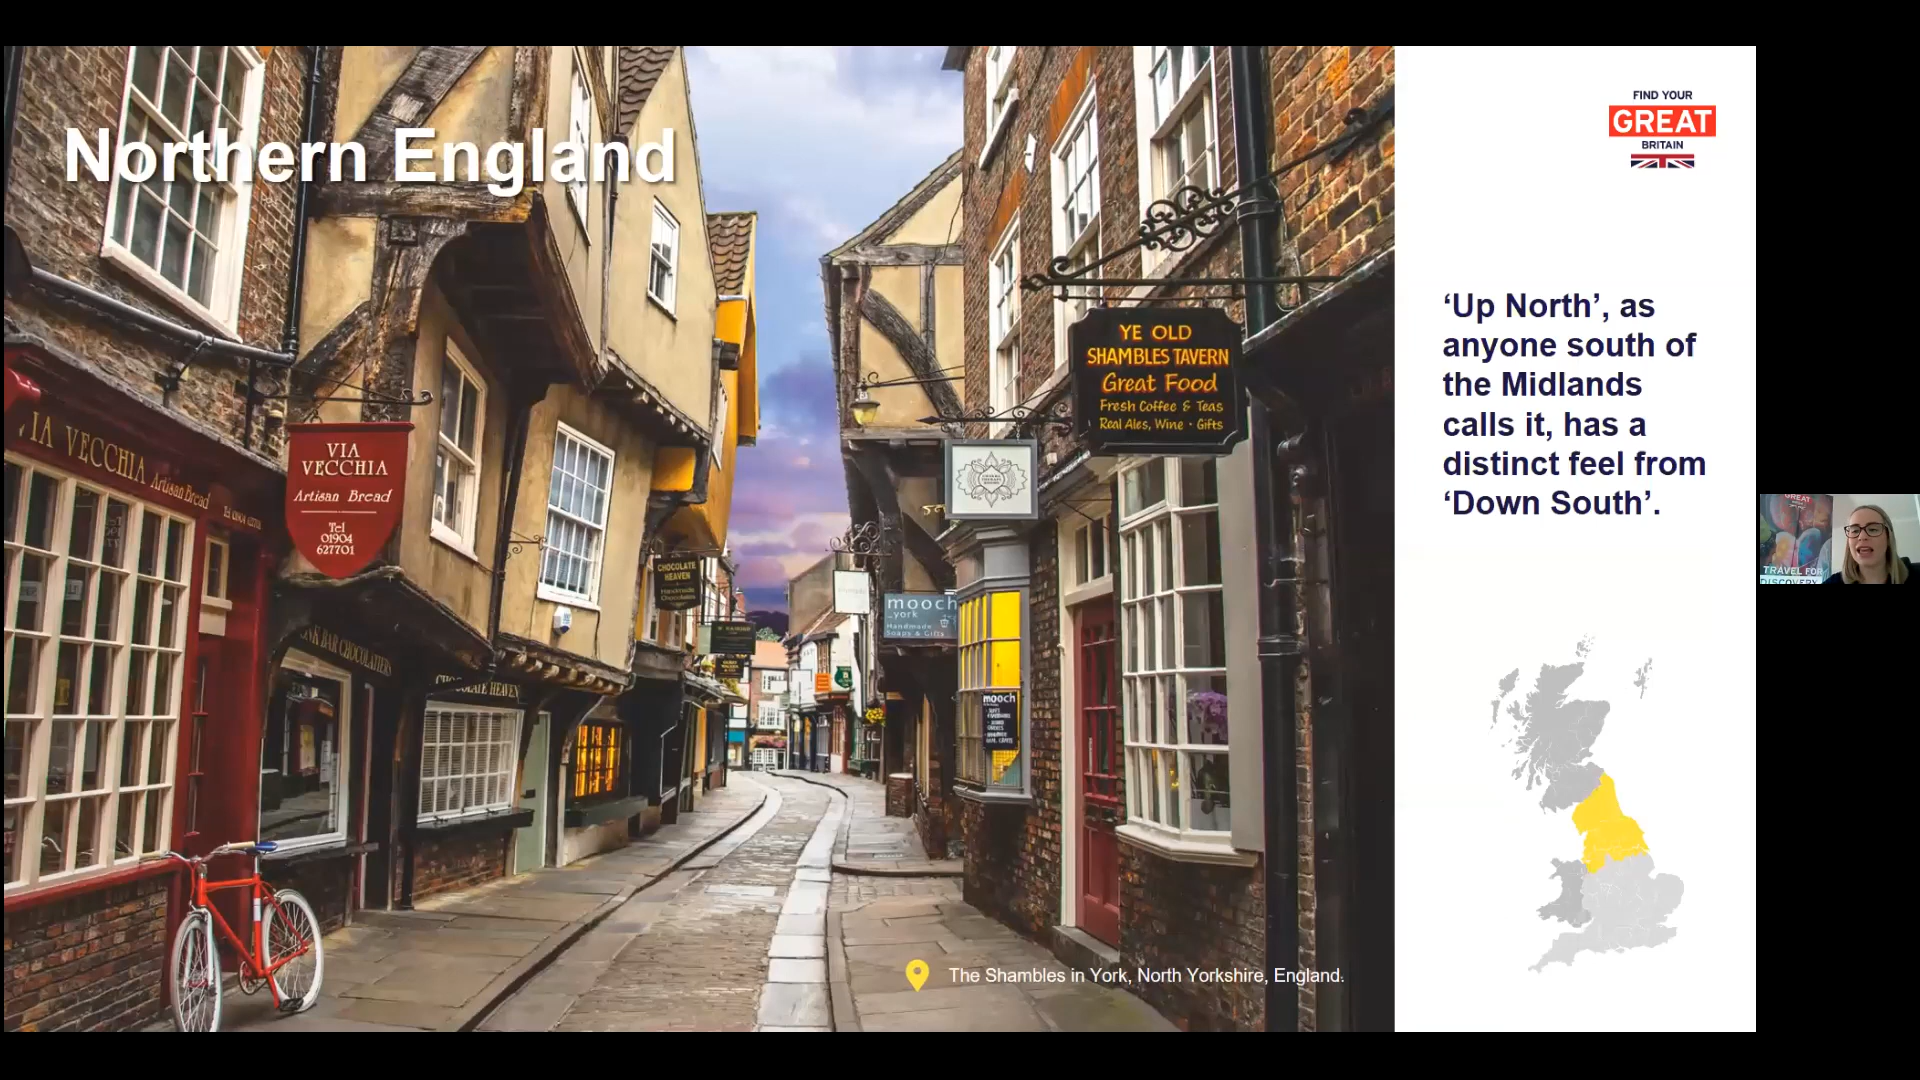 Northern England
FIND YOUR
GREAT
BRITAIN
‘Up North’, as
anyone south of
the Midlands
calls it, has a
distinct feel from
‘Down South’.
IA VECCHIA Artisan Bread
VIA
VECCHIA
Artisan Bread
Tel
01904
627701
CHOCOLATE HEAVEN
CHOCOLATE
HEAVEN
Handmade
Chocolates
YE OLD
SHAMBLES TAVERN
Great Food
Fresh Coffee & Teas
Real Ales, Wine • Gifts
mooch
york
Handmade
Soaps & Gifts
mooch
The Shambles in York, North Yorkshire, England.
GREAT
TRAVEL FOR
DISCOVERY